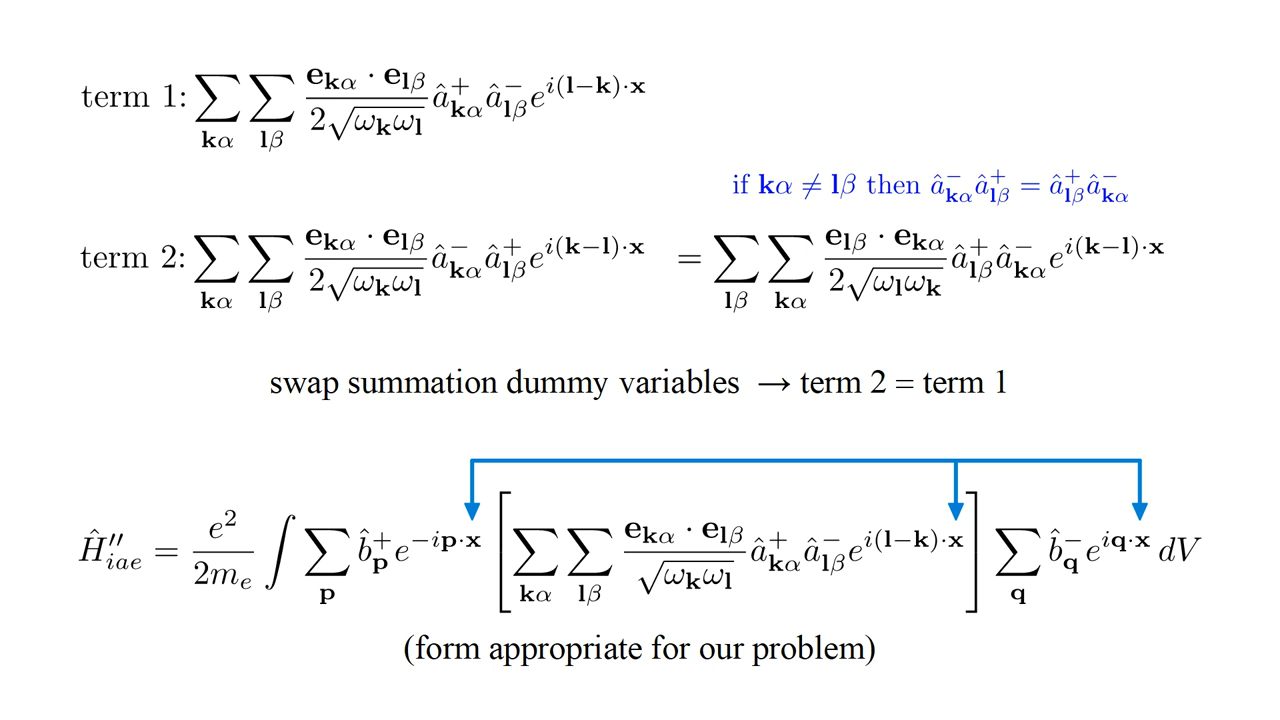 term 1: $\sum_{\mathbf{k}\alpha} \sum_{\mathbf{l}\beta} \frac{\mathbf{e}_{\mathbf{k}\alpha} \cdot \mathbf{e}_{\mathbf{l}\beta}}{2\sqrt{\omega_{\mathbf{k}}\omega_{\mathbf{l}}}} \hat{a}^{+}_{\mathbf{k}\alpha} \hat{a}^{-}_{\mathbf{l}\beta} e^{i(\mathbf{l}-\mathbf{k})\cdot\mathbf{x}}$
if $\mathbf{k}\alpha \neq \mathbf{l}\beta$ then $\hat{a}^{-}_{\mathbf{k}\alpha} \hat{a}^{+}_{\mathbf{l}\beta} = \hat{a}^{+}_{\mathbf{l}\beta} \hat{a}^{-}_{\mathbf{k}\alpha}$
term 2: $\sum_{\mathbf{k}\alpha} \sum_{\mathbf{l}\beta} \frac{\mathbf{e}_{\mathbf{k}\alpha} \cdot \mathbf{e}_{\mathbf{l}\beta}}{2\sqrt{\omega_{\mathbf{k}}\omega_{\mathbf{l}}}} \hat{a}^{-}_{\mathbf{k}\alpha} \hat{a}^{+}_{\mathbf{l}\beta} e^{i(\mathbf{k}-\mathbf{l})\cdot\mathbf{x}} = \sum_{\mathbf{l}\beta} \sum_{\mathbf{k}\alpha} \frac{\mathbf{e}_{\mathbf{l}\beta} \cdot \mathbf{e}_{\mathbf{k}\alpha}}{2\sqrt{\omega_{\mathbf{l}}\omega_{\mathbf{k}}}} \hat{a}^{+}_{\mathbf{l}\beta} \hat{a}^{-}_{\mathbf{k}\alpha} e^{i(\mathbf{k}-\mathbf{l})\cdot\mathbf{x}}$
swap summation dummy variables → term 2 = term 1
$\hat{H}''_{iae} = \frac{e^2}{2m_e} \int \sum_{\mathbf{p}} \hat{b}^{+}_{\mathbf{p}} e^{-i\mathbf{p}\cdot\mathbf{x}} \left[ \sum_{\mathbf{k}\alpha} \sum_{\mathbf{l}\beta} \frac{\mathbf{e}_{\mathbf{k}\alpha} \cdot \mathbf{e}_{\mathbf{l}\beta}}{\sqrt{\omega_{\mathbf{k}}\omega_{\mathbf{l}}}} \hat{a}^{+}_{\mathbf{k}\alpha} \hat{a}^{-}_{\mathbf{l}\beta} e^{i(\mathbf{l}-\mathbf{k})\cdot\mathbf{x}} \right] \sum_{\mathbf{q}} \hat{b}^{-}_{\mathbf{q}} e^{i\mathbf{q}\cdot\mathbf{x}} \, dV$
(form appropriate for our problem)